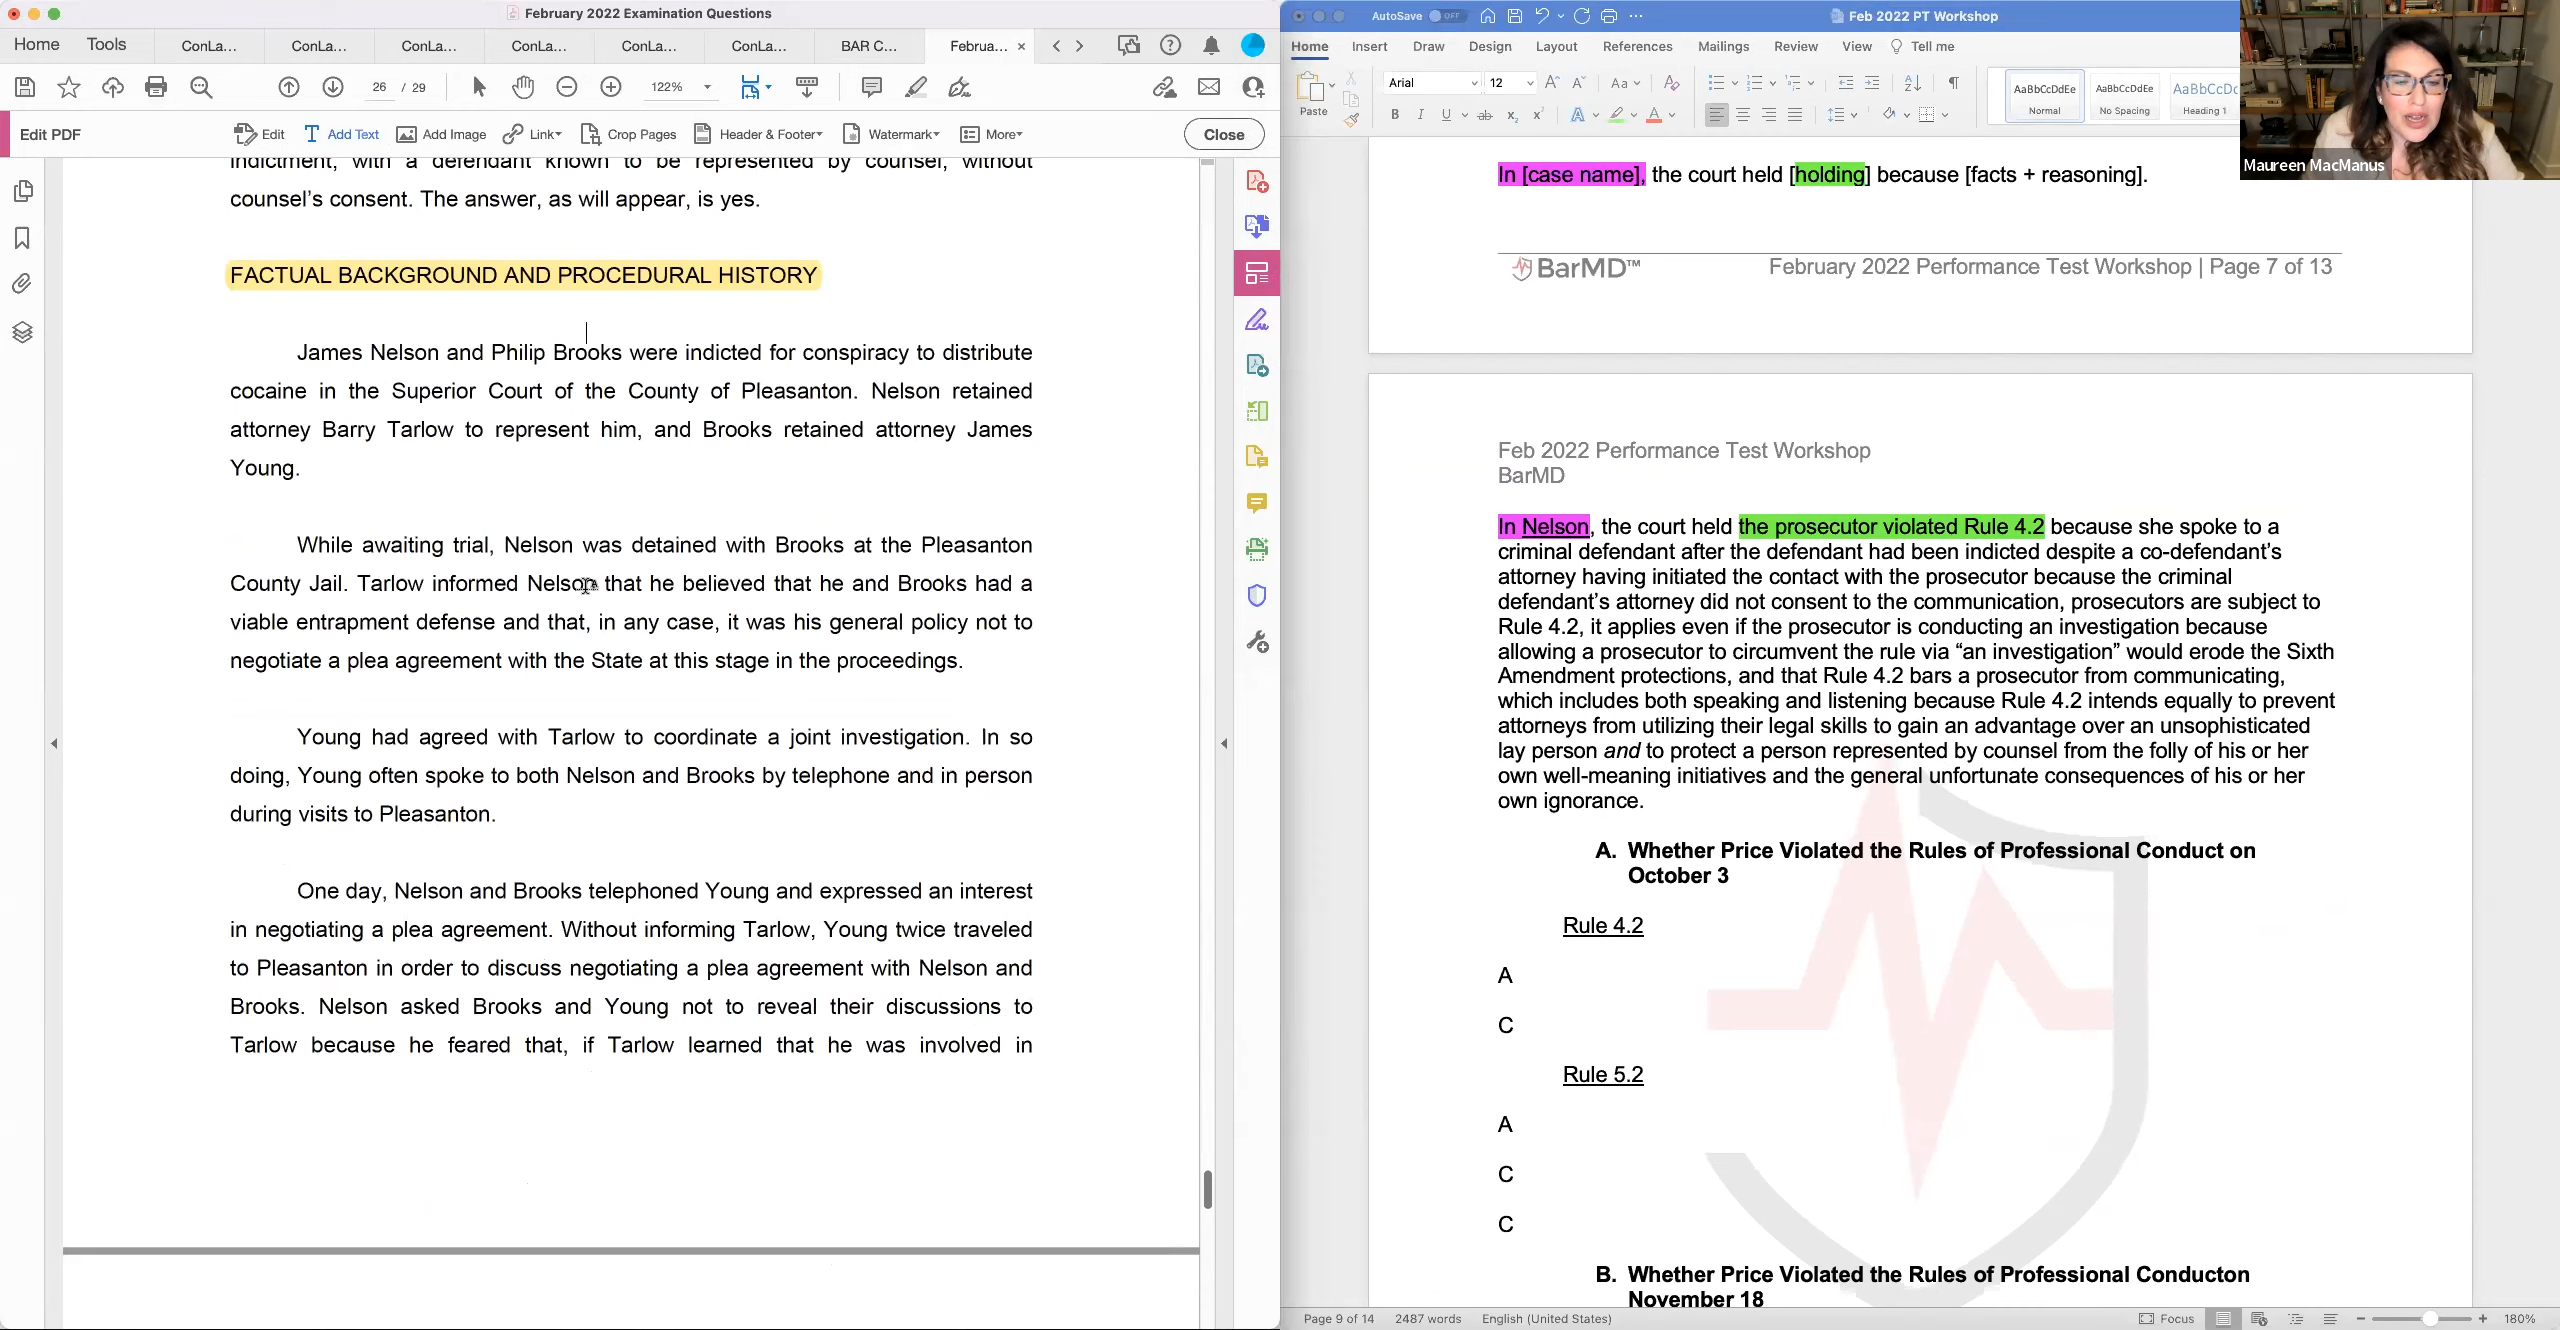 February 2022 Examination Questions
Home Tools ConLa... ConLa... ConLa... ConLa... ConLa... ConLa... BAR C... Februa... ×
26 / 29 122%
Edit PDF Edit Add Text Add Image Link Crop Pages Header & Footer Watermark More Close
indictment, with a defendant known to be represented by counsel, without
counsel's consent. The answer, as will appear, is yes.
FACTUAL BACKGROUND AND PROCEDURAL HISTORY
James Nelson and Philip Brooks were indicted for conspiracy to distribute
cocaine in the Superior Court of the County of Pleasanton. Nelson retained
attorney Barry Tarlow to represent him, and Brooks retained attorney James
Young.
While awaiting trial, Nelson was detained with Brooks at the Pleasanton
County Jail. Tarlow informed Nelson that he believed that he and Brooks had a
viable entrapment defense and that, in any case, it was his general policy not to
negotiate a plea agreement with the State at this stage in the proceedings.
Young had agreed with Tarlow to coordinate a joint investigation. In so
doing, Young often spoke to both Nelson and Brooks by telephone and in person
during visits to Pleasanton.
One day, Nelson and Brooks telephoned Young and expressed an interest
in negotiating a plea agreement. Without informing Tarlow, Young twice traveled
to Pleasanton in order to discuss negotiating a plea agreement with Nelson and
Brooks. Nelson asked Brooks and Young not to reveal their discussions to
Tarlow because he feared that, if Tarlow learned that he was involved in
AutoSave OFF Feb 2022 PT Workshop
Home Insert Draw Design Layout References Mailings Review View Tell me
Paste Arial 12 Aa
B I U ab x₂ x² A A
AaBbCcDdEe AaBbCcDdEe AaBbCcDc
Normal No Spacing Heading 1
Maureen MacManus
In [case name], the court held [holding] because [facts + reasoning].
BarMD™ February 2022 Performance Test Workshop | Page 7 of 13
Feb 2022 Performance Test Workshop
BarMD
In Nelson, the court held the prosecutor violated Rule 4.2 because she spoke to a
criminal defendant after the defendant had been indicted despite a co-defendant's
attorney having initiated the contact with the prosecutor because the criminal
defendant's attorney did not consent to the communication, prosecutors are subject to
Rule 4.2, it applies even if the prosecutor is conducting an investigation because
allowing a prosecutor to circumvent the rule via “an investigation” would erode the Sixth
Amendment protections, and that Rule 4.2 bars a prosecutor from communicating,
which includes both speaking and listening because Rule 4.2 intends equally to prevent
attorneys from utilizing their legal skills to gain an advantage over an unsophisticated
lay person and to protect a person represented by counsel from the folly of his or her
own well-meaning initiatives and the general unfortunate consequences of his or her
own ignorance.
A. Whether Price Violated the Rules of Professional Conduct on
October 3
Rule 4.2
A
C
Rule 5.2
A
C
C
B. Whether Price Violated the Rules of Professional Conducton
November 18
Page 9 of 14 2487 words English (United States) Focus 180%